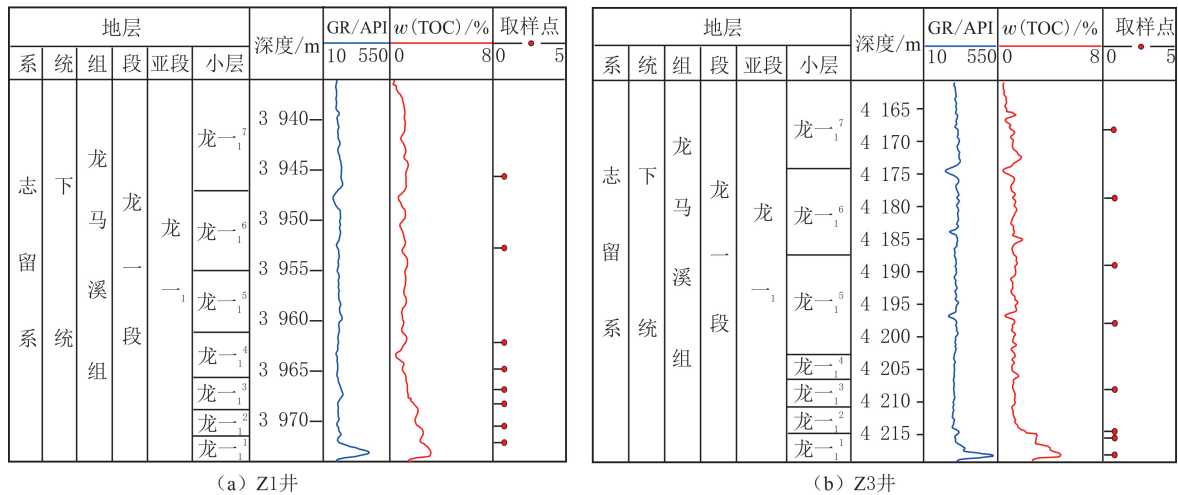 地层
深度/m
GR/API
w(TOC)/%
取样点
系
统
组
段
亚段
小层
10 550
0 8
0 5
志留系
下统
龙马溪组
龙一段
龙一₁
龙一₁⁷
龙一₁⁶
龙一₁⁵
龙一₁⁴
龙一₁³
龙一₁²
龙一₁¹
3 940
3 945
3 950
3 955
3 960
3 965
3 970
(a) Z1井
地层
深度/m
GR/API
w(TOC)/%
取样点
系
统
组
段
亚段
小层
10 550
0 8
0 5
志留系
下统
龙马溪组
龙一段
龙一₁
龙一₁⁷
龙一₁⁶
龙一₁⁵
龙一₁⁴
龙一₁³
龙一₁²
龙一₁¹
4 165
4 170
4 175
4 180
4 185
4 190
4 195
4 200
4 205
4 210
4 215
(b) Z3井